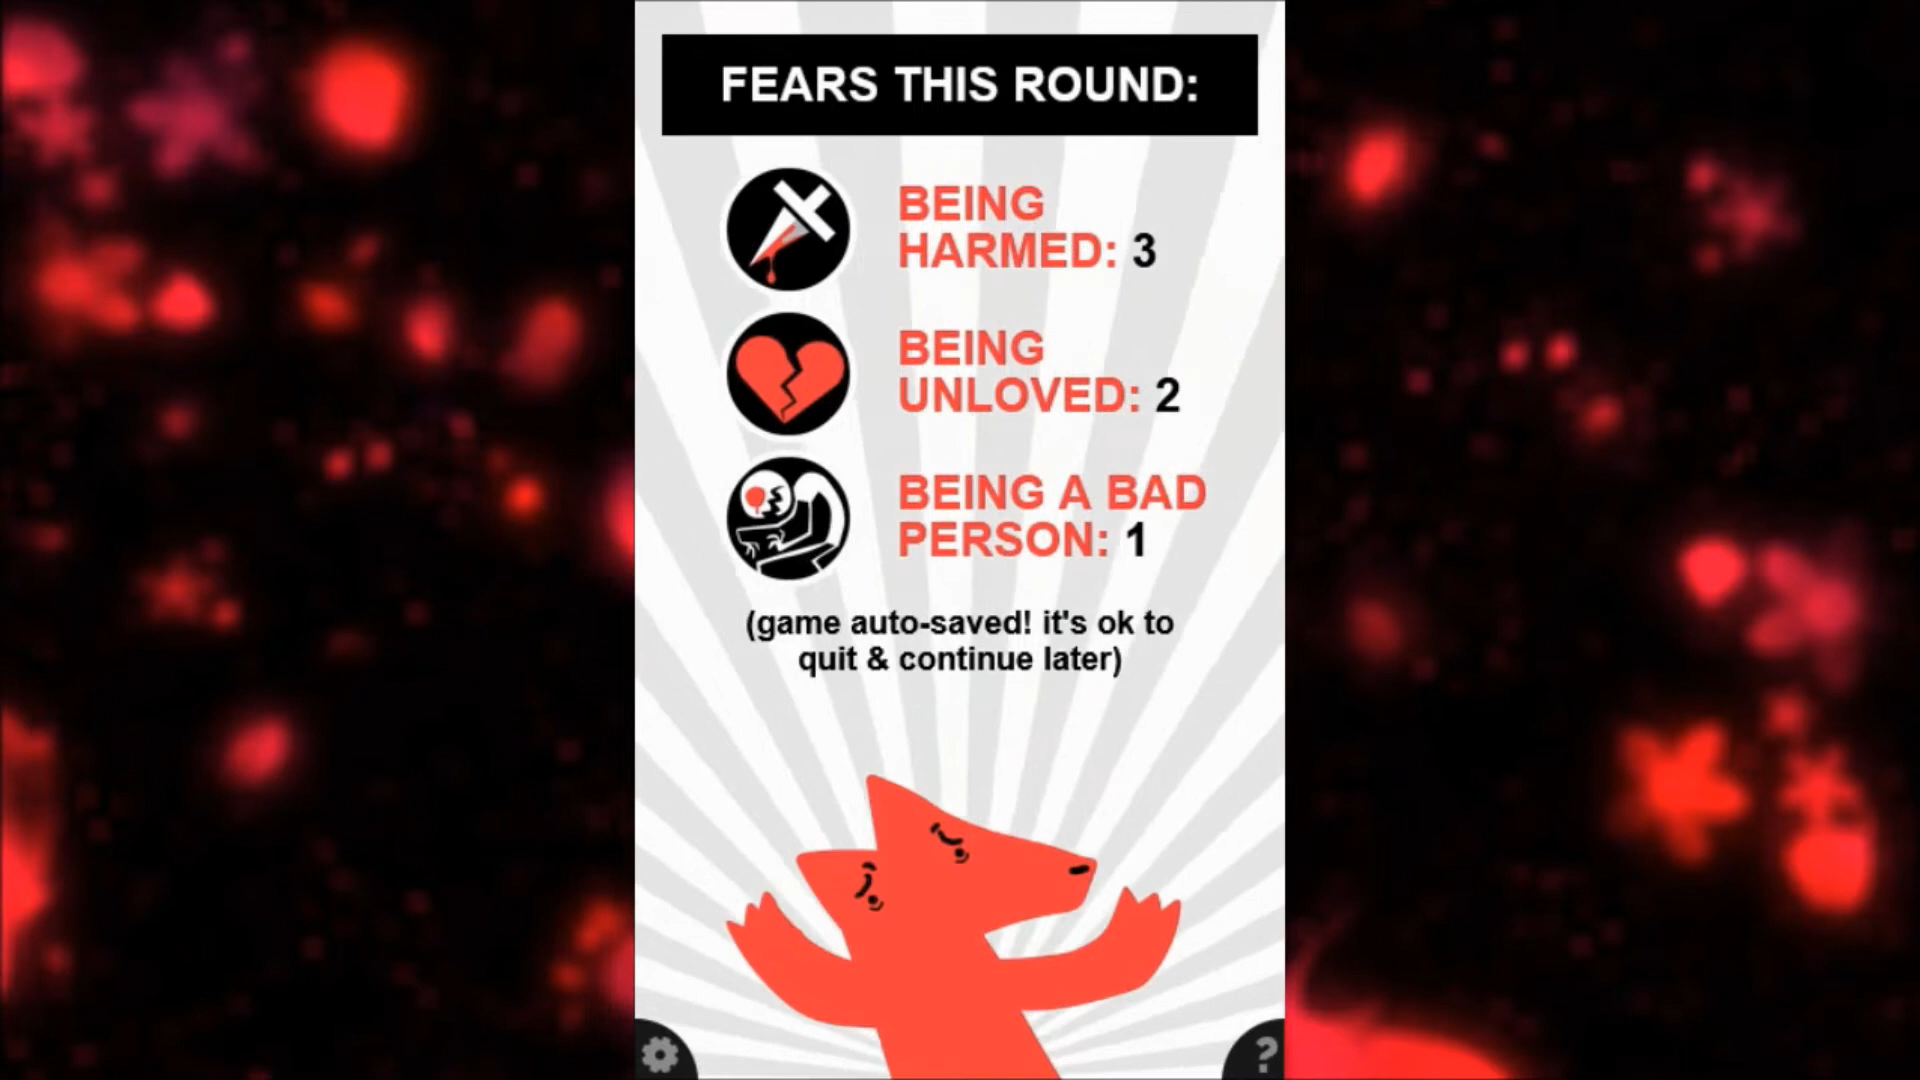 FEARS THIS ROUND:
BEING
HARMED: 3
BEING
UNLOVED: 2
BEING A BAD
PERSON: 1
(game auto-saved! it's ok to
quit & continue later)
?